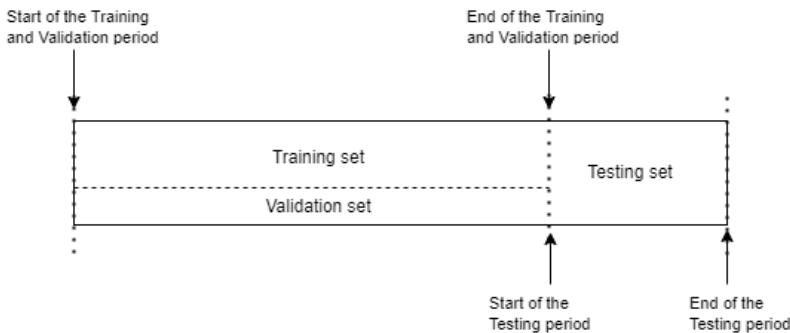 Start of the Training
and Validation period
End of the Training
and Validation period
Training set
Testing set
Validation set
Start of the
Testing period
End of the
Testing period